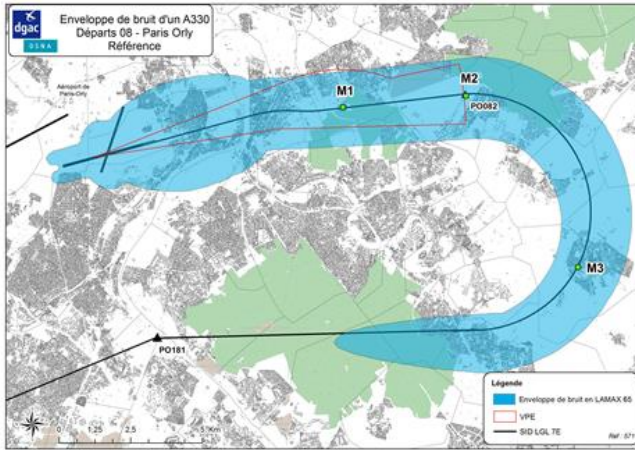 dgac
DSNA
Enveloppe de bruit d'un A330
Départs 08 - Paris Orly
Référence
Aéroport de
Paris-Orly
M1
M2
PO082
M3
PO181
0 1.25 2.5 5 Km
Légende
Enveloppe de bruit en LAMAX 65
VPE
SID LGL 7E
Réf : 571